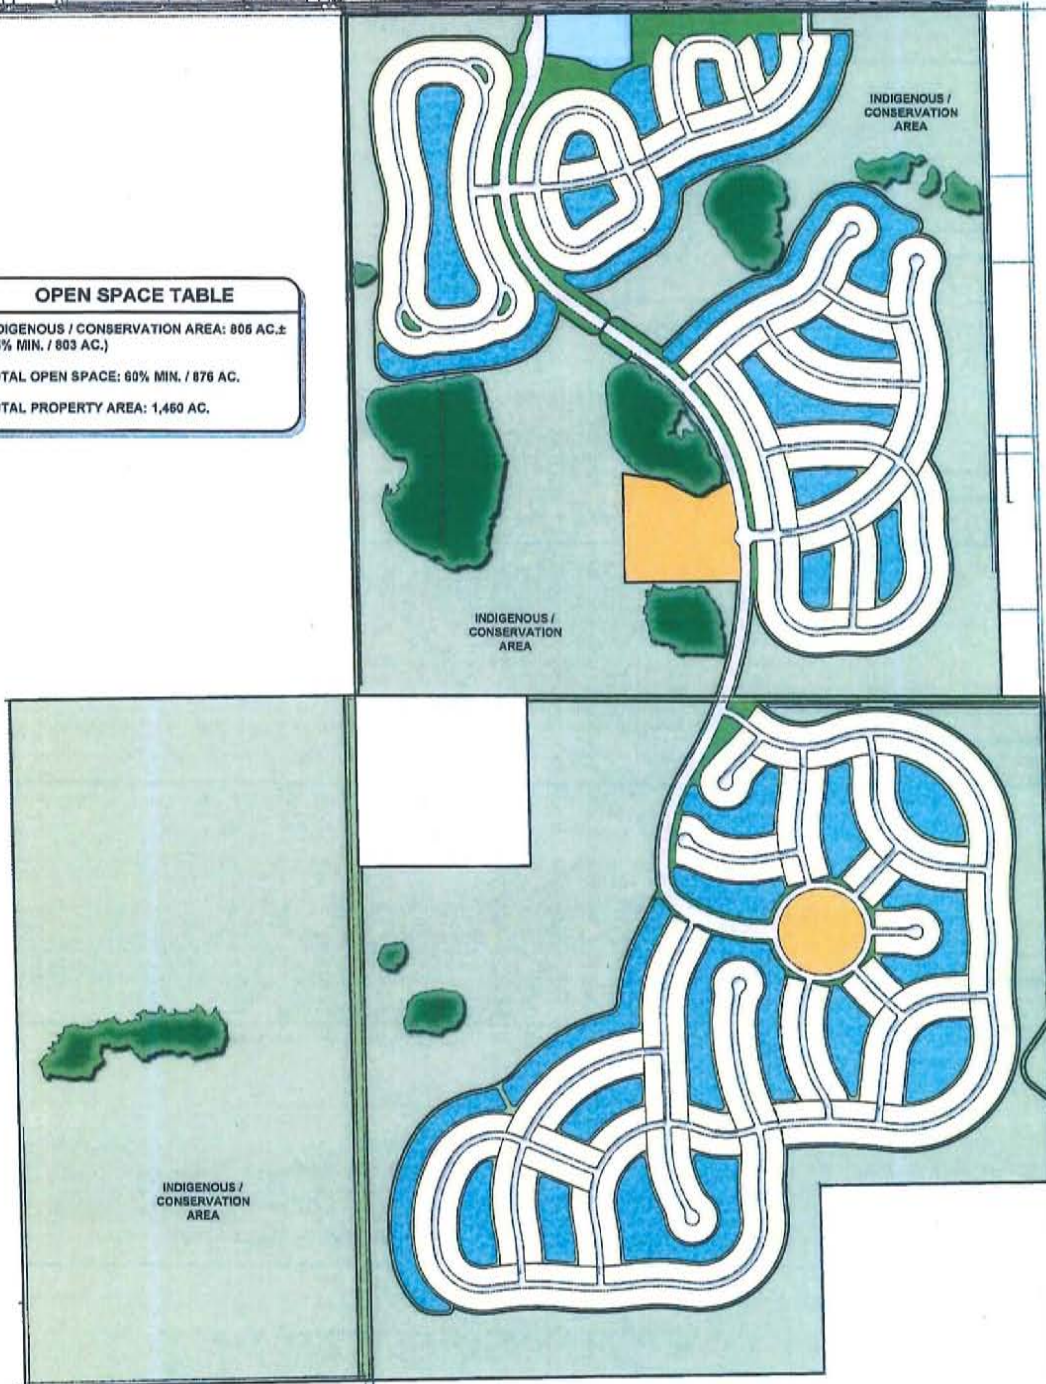 INDIGENOUS /
CONSERVATION
AREA
OPEN SPACE TABLE
DIGENOUS / CONSERVATION AREA: 806 AC.±
% MIN. / 803 AC.)
TAL OPEN SPACE: 60% MIN. / 876 AC.
TAL PROPERTY AREA: 1,460 AC.
INDIGENOUS /
CONSERVATION
AREA
INDIGENOUS /
CONSERVATION
AREA